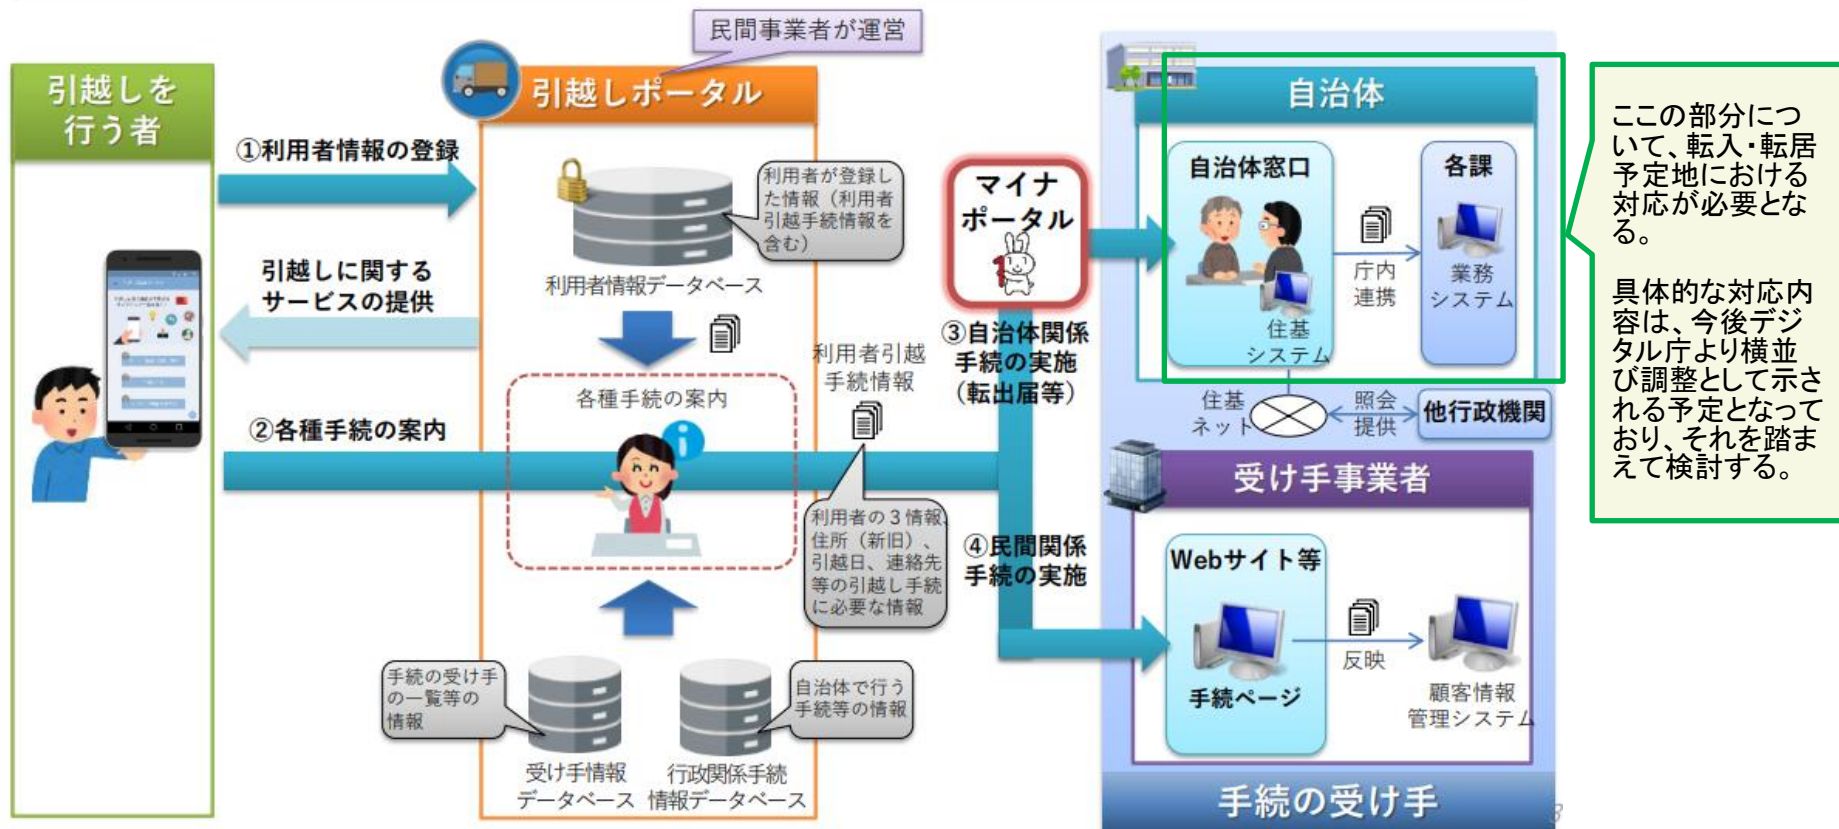 民間事業者が運営
引越しを
行う者
引越しポータル
①利用者情報の登録
利用者が登録し
た情報（利用者
引越手続情報を
含む）
利用者情報データベース
引越しに関する
サービスの提供
各種手続の案内
②各種手続の案内
利用者引越
手続情報
利用者の３情報、
住所（新旧）、
引越日、連絡先
等の引越し手続
に必要な情報
手続の受け手
の一覧等の
情報
自治体で行う
手続等の情報
受け手情報
データベース
行政関係手続
情報データベース
マイナ
ポータル
③自治体関係
手続の実施
（転出届等）
④民間関係
手続の実施
自治体
自治体窓口
住基
システム
庁内
連携
各課
業務
システム
住基
ネット
照会
提供
他行政機関
受け手事業者
Webサイト等
手続ページ
反映
顧客情報
管理システム
手続の受け手
3
ここの部分につ
いて、転入・転居
予定地における
対応が必要とな
る。
具体的な対応内
容は、今後デジ
タル庁より横並
び調整として示さ
れる予定となって
おり、それを踏ま
えて検討する。